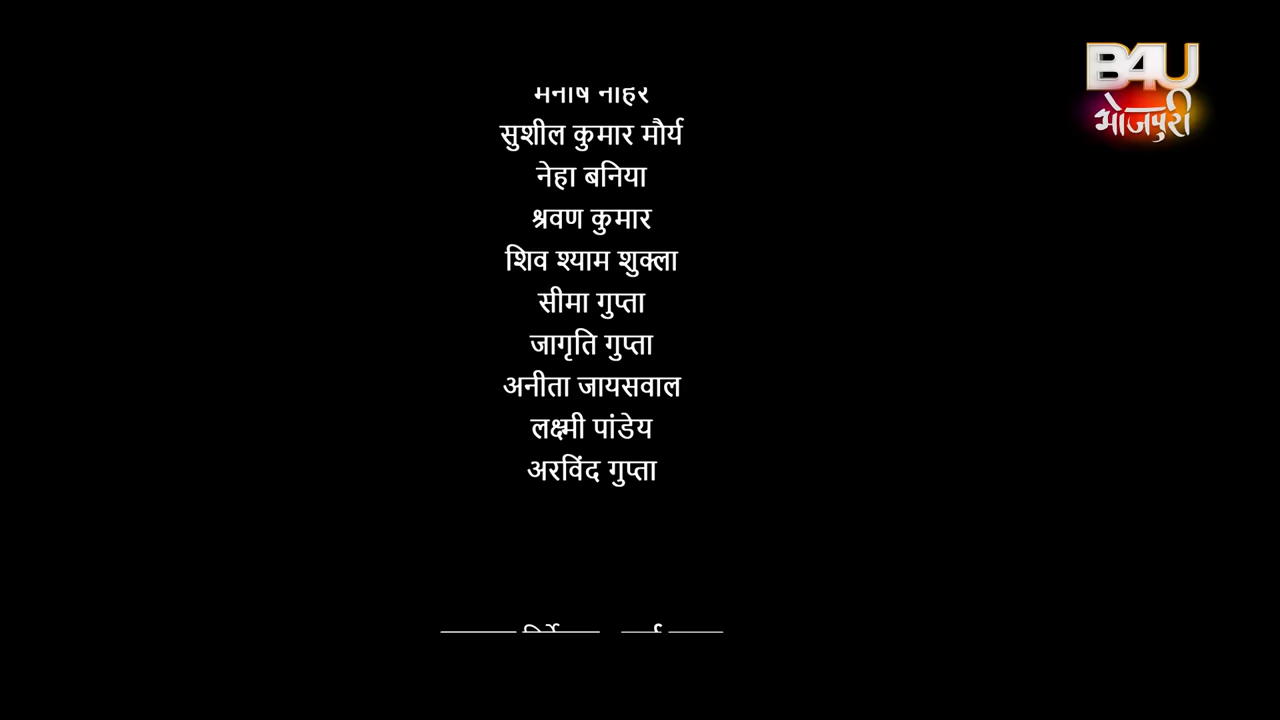 B4U
भोजपुरी
सुशील कुमार मौर्य
नेहा बनिया
श्रवण कुमार
शिव श्याम शुक्ला
सीमा गुप्ता
जागृति गुप्ता
अनीता जायसवाल
लक्ष्मी पांडेय
अरविंद गुप्ता